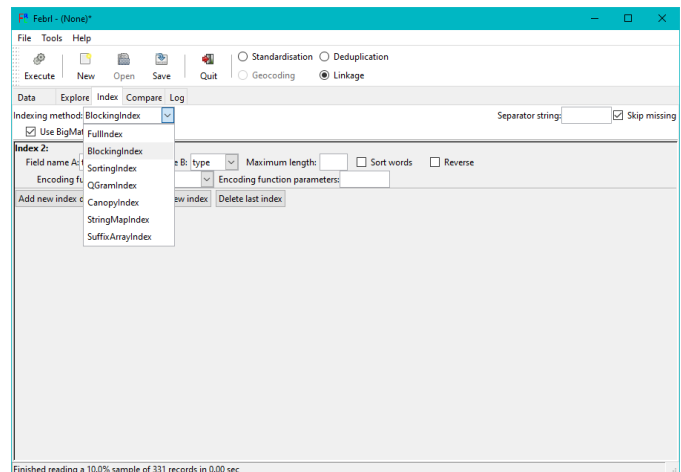 Febrl - (None)*
File Tools Help
Execute New Open Save Quit Standardisation Deduplication
Geocoding Linkage
Data Explore Index Compare Log
Indexing method: BlockingIndex Separator string: Skip missing
Use BigMat
FullIndex
BlockingIndex
SortingIndex
QGramIndex
CanopyIndex
StringMapIndex
SuffixArrayIndex
Index 2:
Field name A: B: type Maximum length: Sort words Reverse
Encoding fu Encoding function parameters:
Add new index new index Delete last index
Finished reading a 10.0% sample of 331 records in 0.00 sec